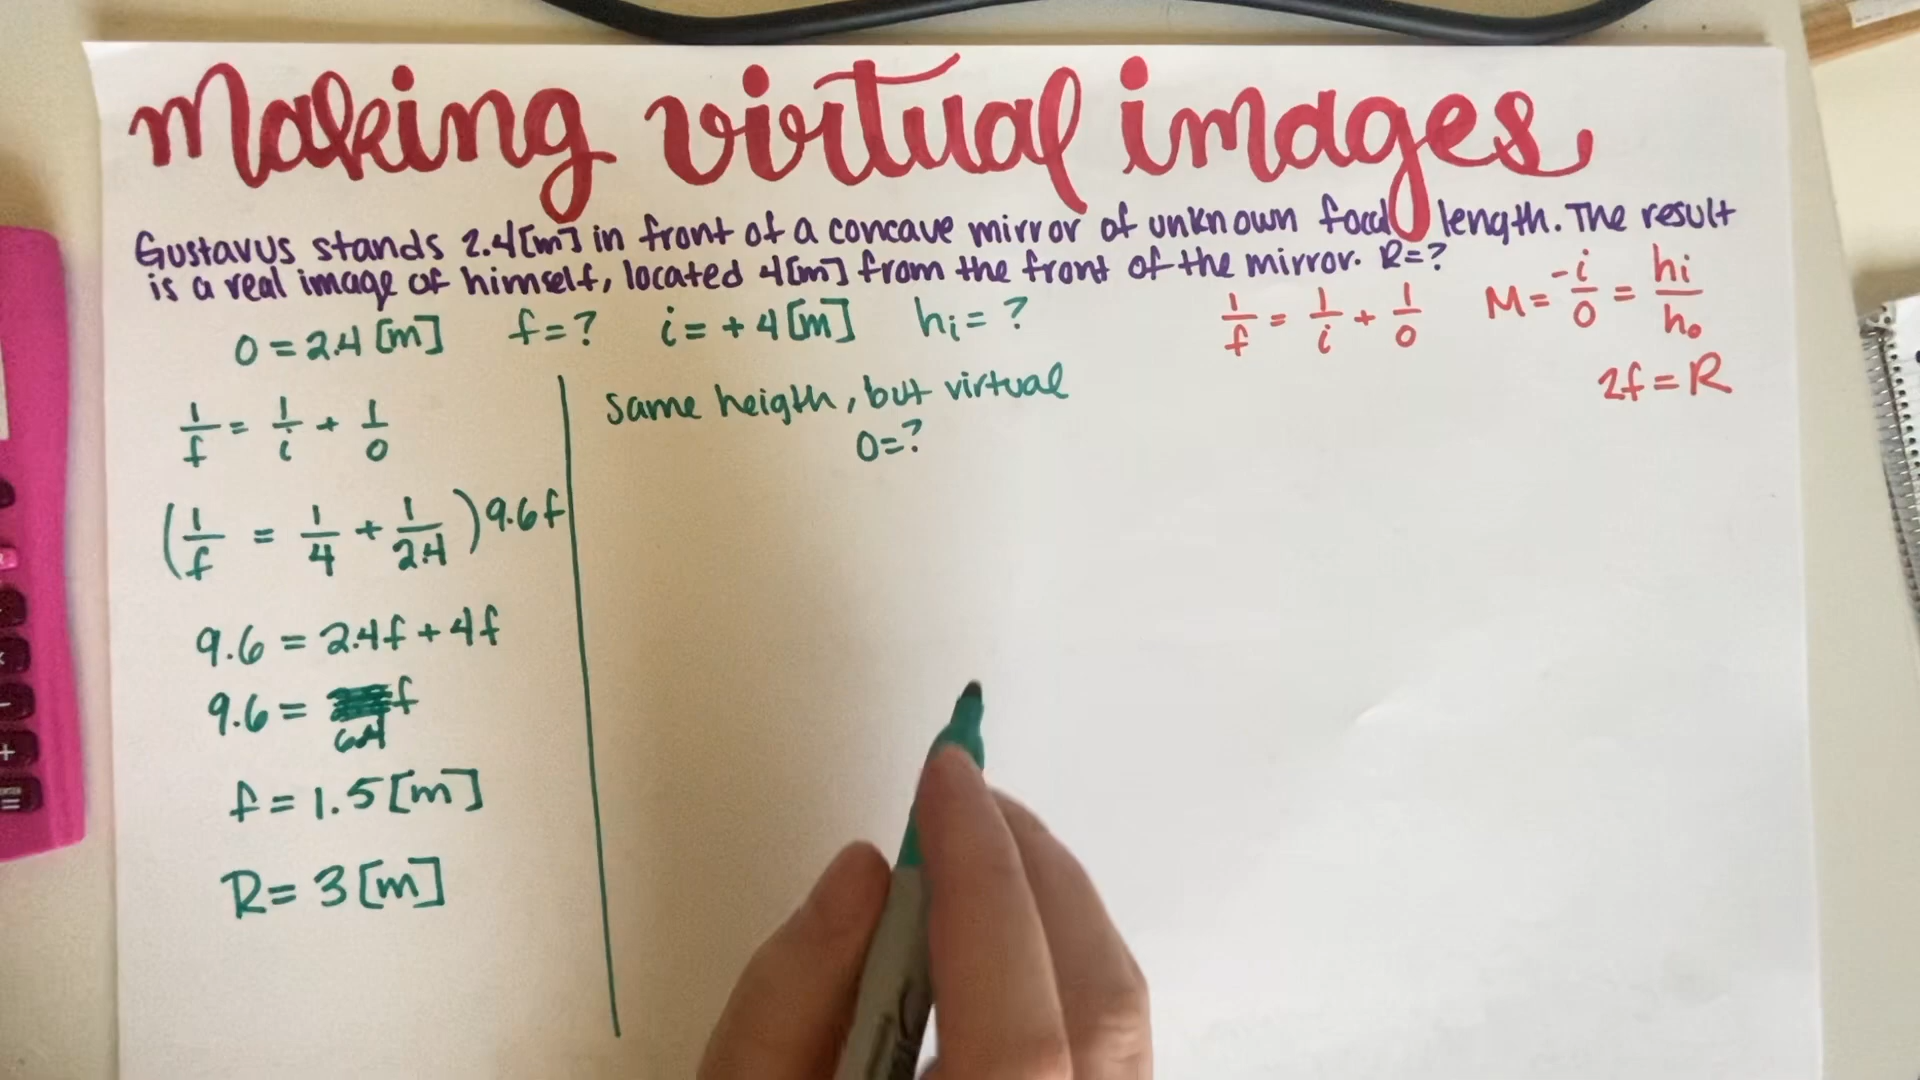 Making virtual images
Gustavus stands 2.4[m] in front of a concave mirror of unknown focal length. The result
is a real image of himself, located 4[m] from the front of the mirror. R=?
o = 2.4 [m] f = ? i = +4[m] hi = ?
1/f = 1/i + 1/o
M = -i/o = hi/ho
2f = R
1/f = 1/i + 1/o
(1/f = 1/4 + 1/2.4) 9.6f
9.6 = 2.4f + 4f
9.6 = 6.4 f
f = 1.5 [m]
R = 3 [m]
same heigth, but virtual
o=?